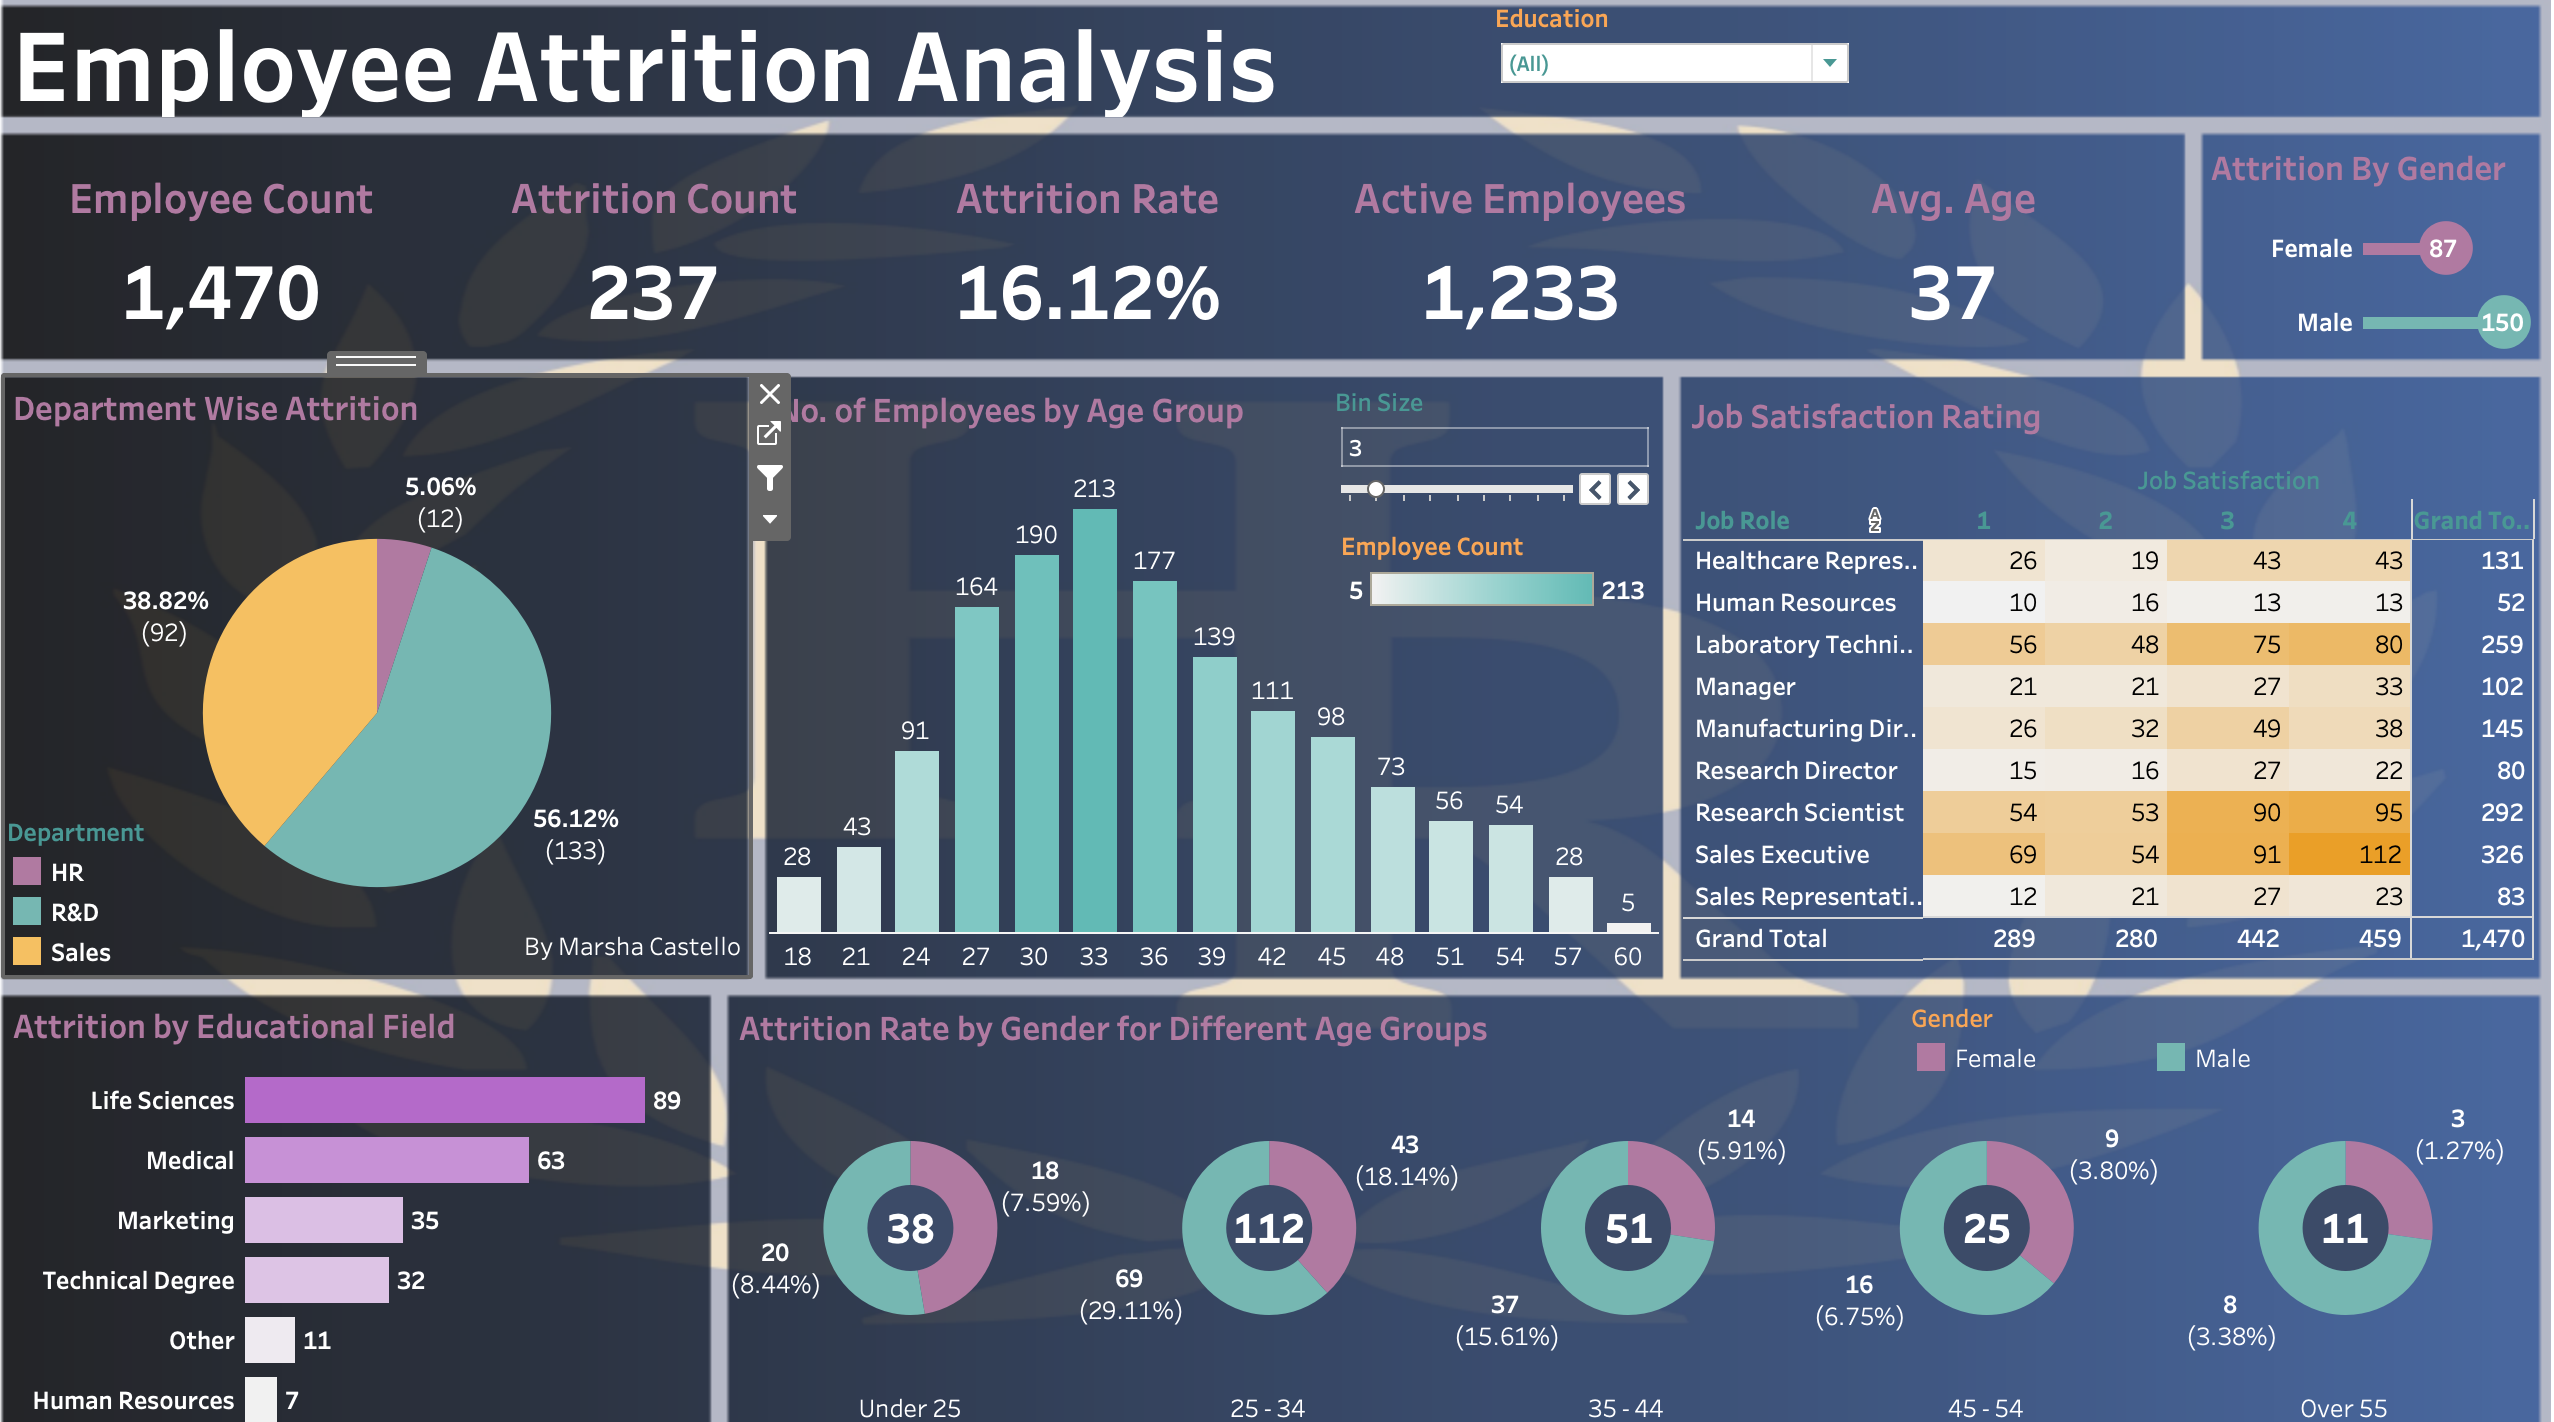 Employee Attrition Analysis
Education
(All)
Employee Count
1,470
Attrition Count
237
Attrition Rate
16.12%
Active Employees
1,233
Avg. Age
37
Attrition By Gender
Female 87
Male 150
Department Wise Attrition
5.06%
(12)
38.82%
(92)
56.12%
(133)
Department
HR
R&D
Sales
By Marsha Castello
No. of Employees by Age Group
Bin Size
3
Employee Count
5 213
28 43 91 164 190 213 177 139 111 98 73 56 54 28 5
18 21 24 27 30 33 36 39 42 45 48 51 54 57 60
Job Satisfaction Rating
Job Satisfaction
Job Role 1 2 3 4 Grand To..
Healthcare Repres.. 26 19 43 43 131
Human Resources 10 16 13 13 52
Laboratory Techni.. 56 48 75 80 259
Manager 21 21 27 33 102
Manufacturing Dir.. 26 32 49 38 145
Research Director 15 16 27 22 80
Research Scientist 54 53 90 95 292
Sales Executive 69 54 91 112 326
Sales Representati.. 12 21 27 23 83
Grand Total 289 280 442 459 1,470
Attrition by Educational Field
Life Sciences 89
Medical 63
Marketing 35
Technical Degree 32
Other 11
Human Resources 7
Attrition Rate by Gender for Different Age Groups
Gender
Female Male
38
18
(7.59%)
20
(8.44%)
Under 25
112
43
(18.14%)
69
(29.11%)
25 - 34
51
14
(5.91%)
37
(15.61%)
35 - 44
25
9
(3.80%)
16
(6.75%)
45 - 54
11
3
(1.27%)
8
(3.38%)
Over 55